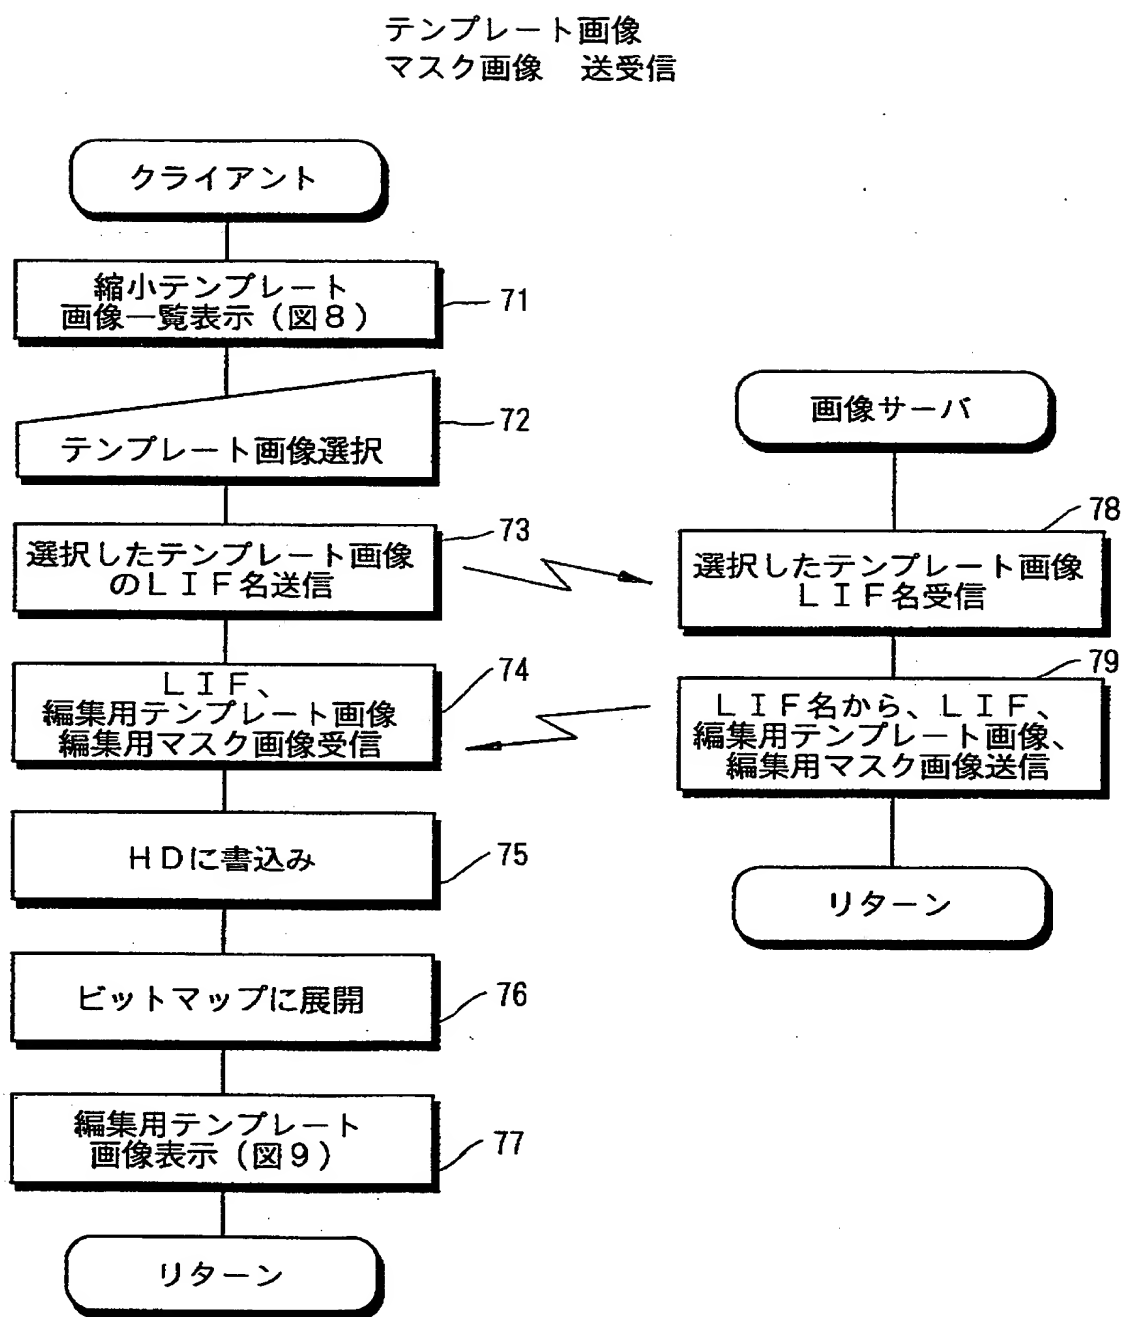 テンプレート画像
マスク画像　送受信
クライアント
縮小テンプレート
画像一覧表示（図８）
71
テンプレート画像選択
72
選択したテンプレート画像
のＬＩＦ名送信
73
ＬＩＦ、
編集用テンプレート画像
編集用マスク画像受信
74
ＨＤに書込み
75
ビットマップに展開
76
編集用テンプレート
画像表示（図９）
77
リターン
画像サーバ
選択したテンプレート画像
ＬＩＦ名受信
78
ＬＩＦ名から、ＬＩＦ、
編集用テンプレート画像、
編集用マスク画像送信
79
リターン